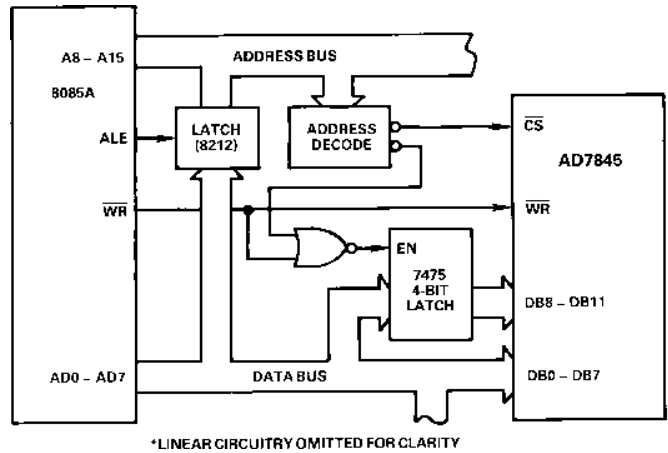 A8 – A15
8085A
ALE
WR
AD0 – AD7
ADDRESS BUS
LATCH
(8212)
ADDRESS
DECODE
EN
7475
4-BIT
LATCH
DATA BUS
CS
AD7845
WR
DB8 – DB11
DB0 – DB7
*LINEAR CIRCUITRY OMITTED FOR CLARITY